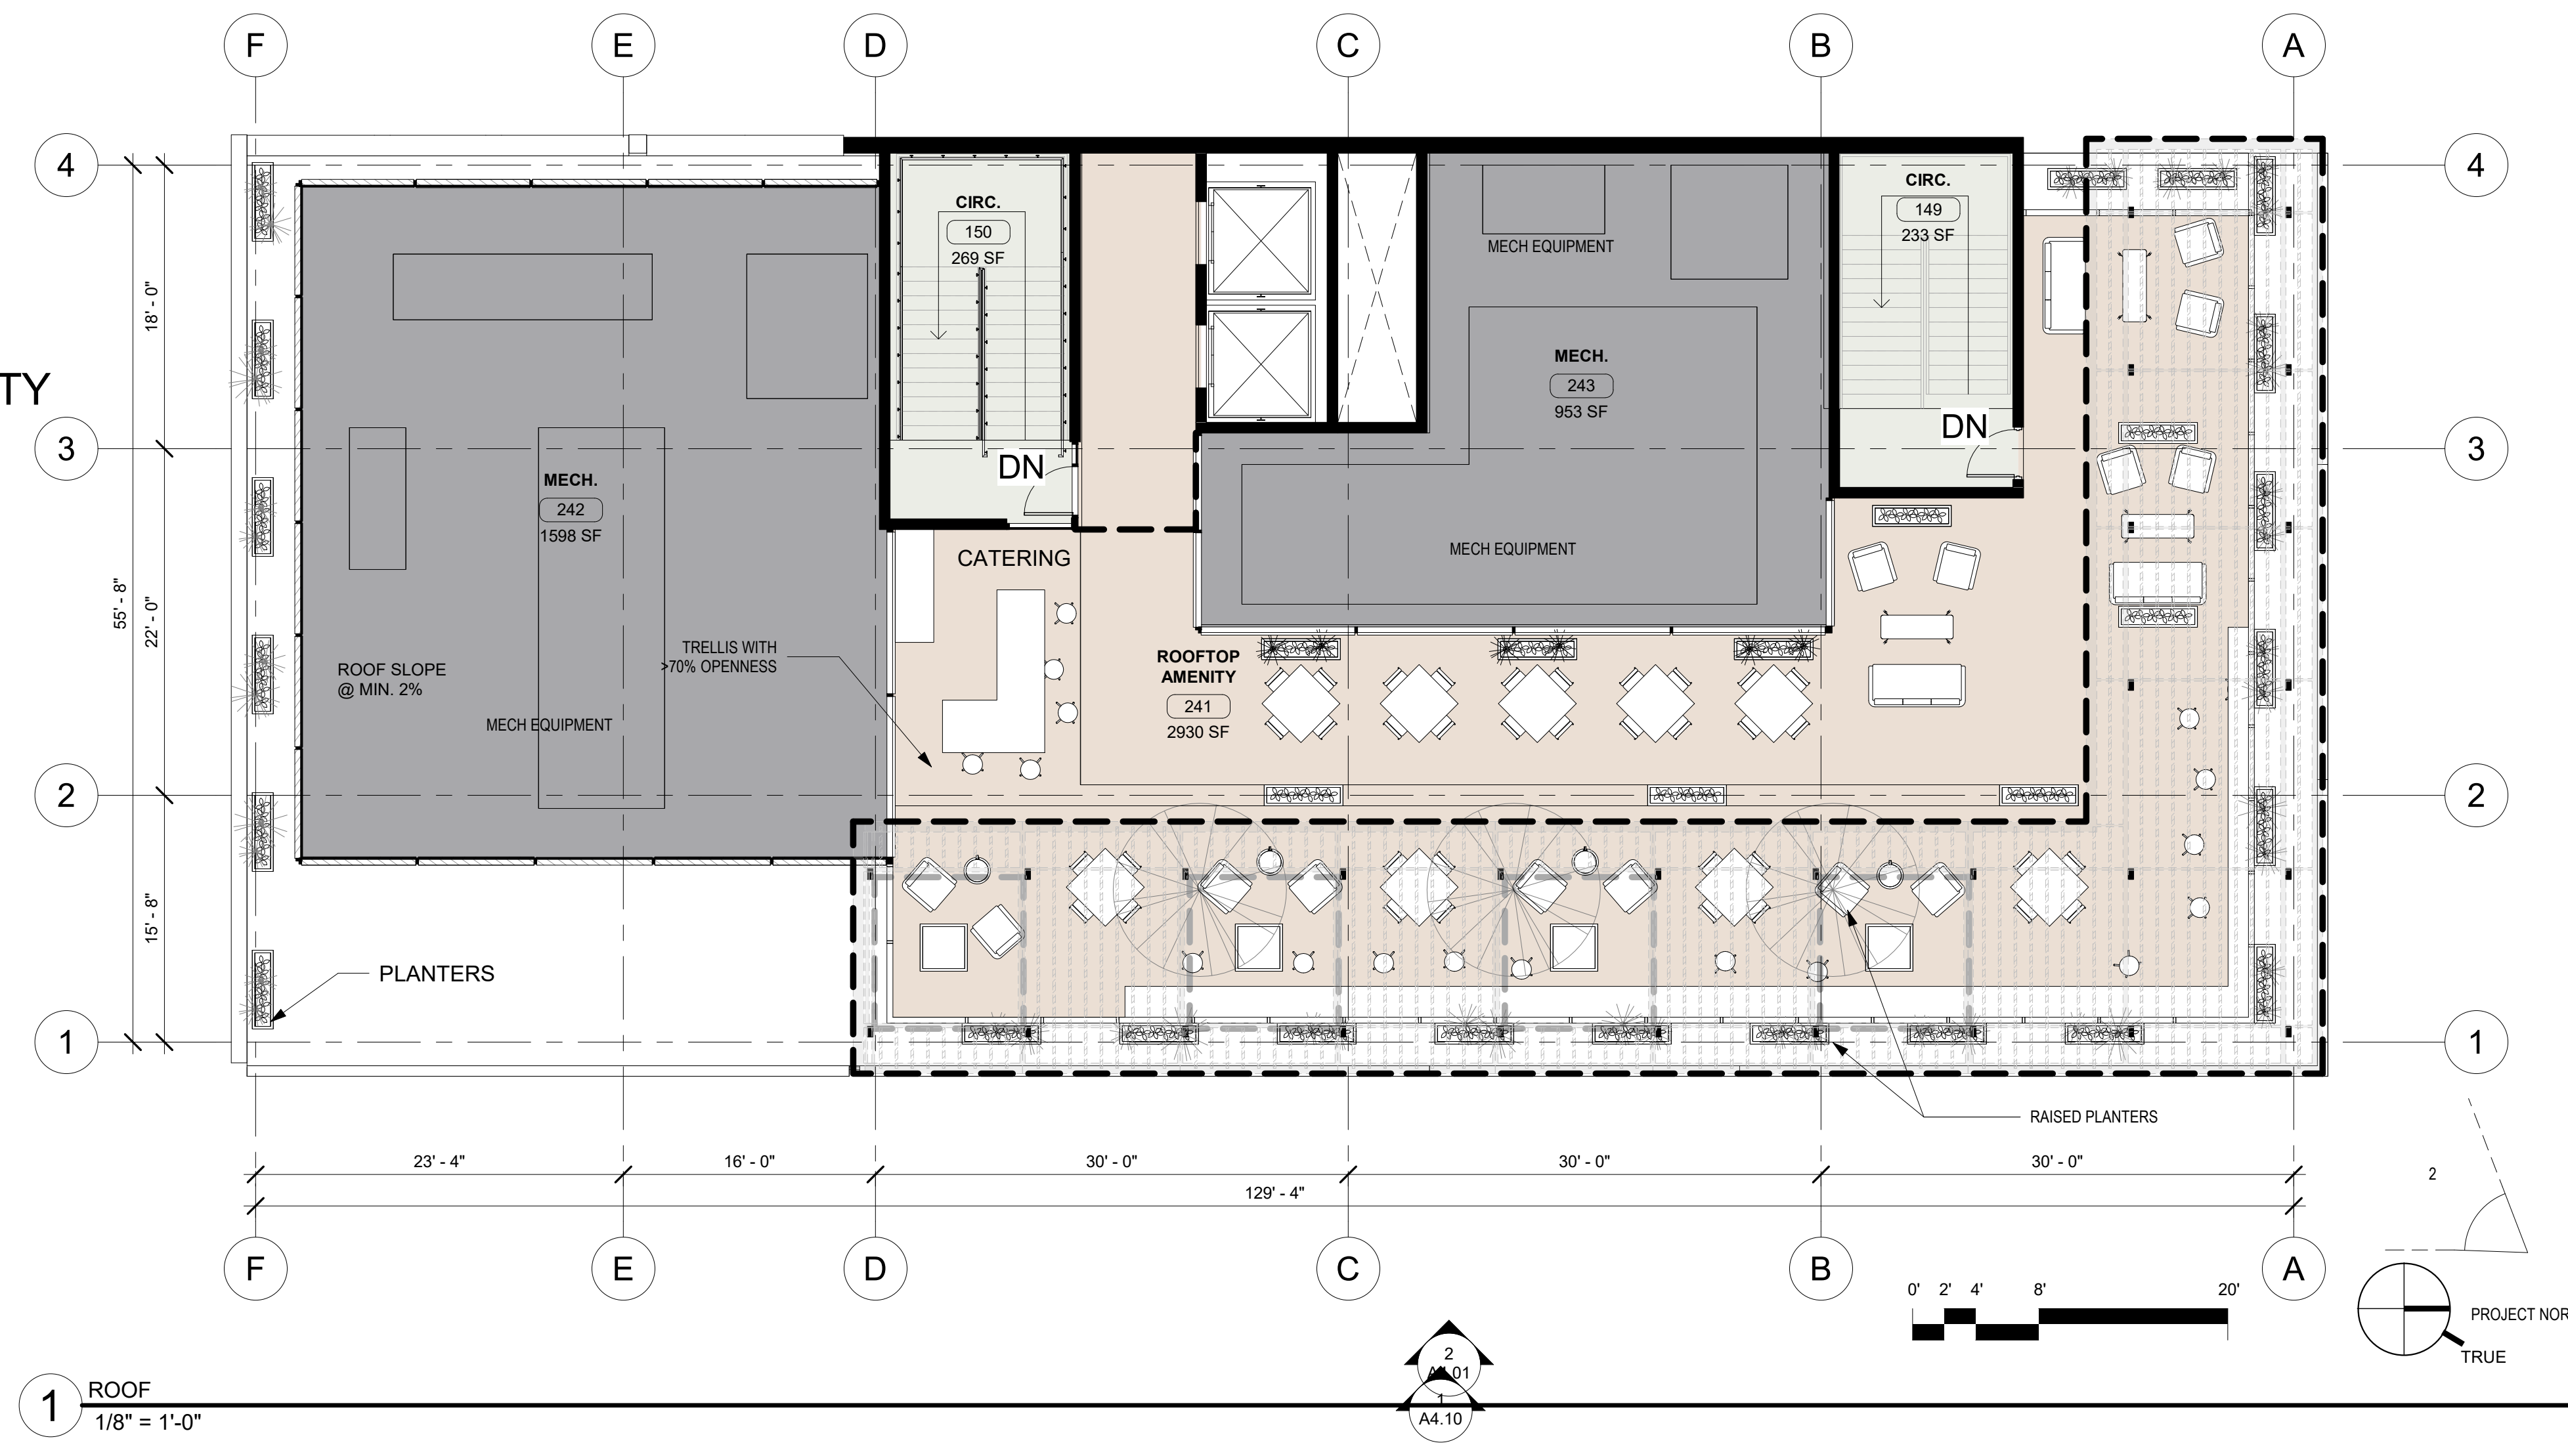 F E D C B A
4 4
CIRC.
150
269 SF
CIRC.
149
233 SF
MECH EQUIPMENT
18' - 0"
MECH.
243
953 SF
TY
3 3
DN
DN
MECH.
242
1598 SF
CATERING
MECH EQUIPMENT
55' - 8"
22' - 0"
TRELLIS WITH
>70% OPENNESS
ROOF SLOPE
@ MIN. 2%
ROOFTOP
AMENITY
241
2930 SF
MECH EQUIPMENT
2 2
15' - 8"
PLANTERS
1 1
RAISED PLANTERS
23' - 4" 16' - 0" 30' - 0" 30' - 0" 30' - 0"
129' - 4"
2
F E D C B A
0' 2' 4' 8' 20'
PROJECT NOR
TRUE
2
1
A4.10
1 ROOF
1/8" = 1'-0"